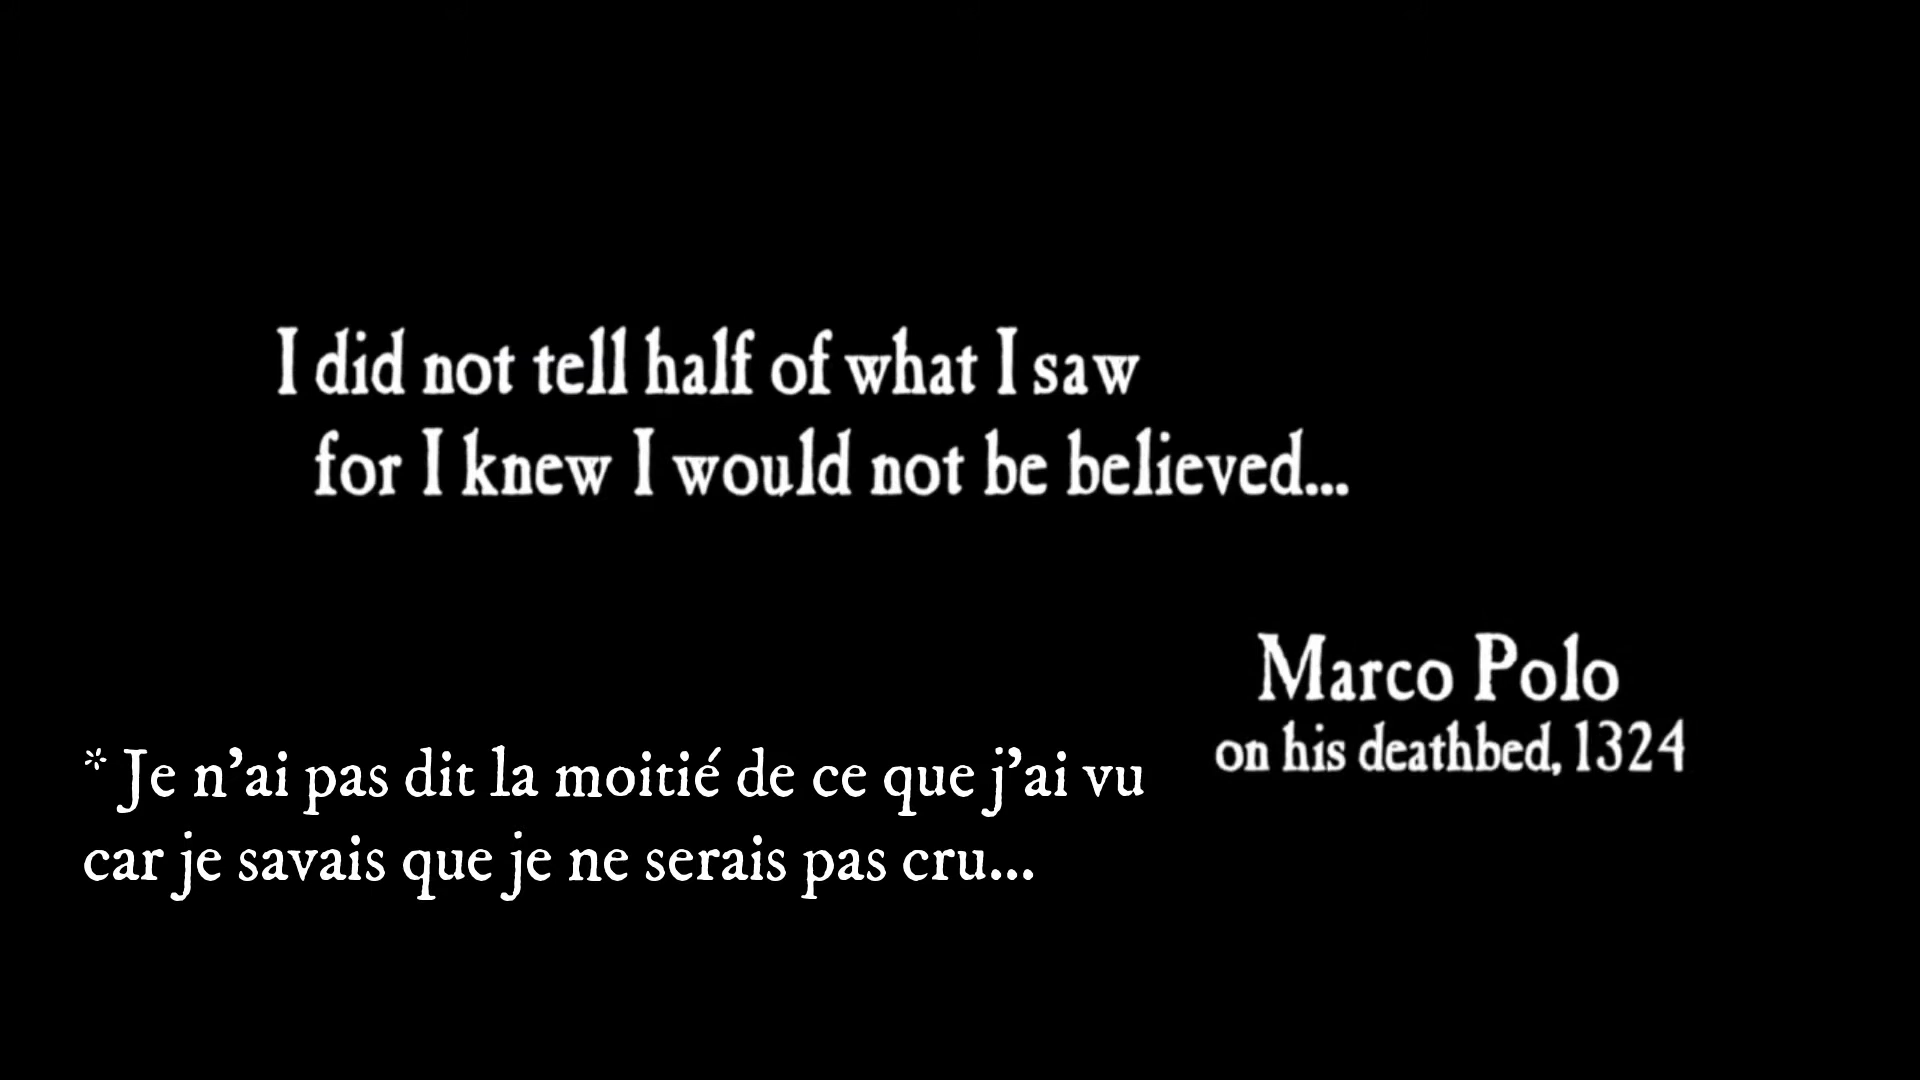 I did not tell half of what I saw
for I knew I would not be believed...
Marco Polo
on his deathbed, 1324
* Je n'ai pas dit la moitié de ce que j'ai vu
car je savais que je ne serais pas cru...